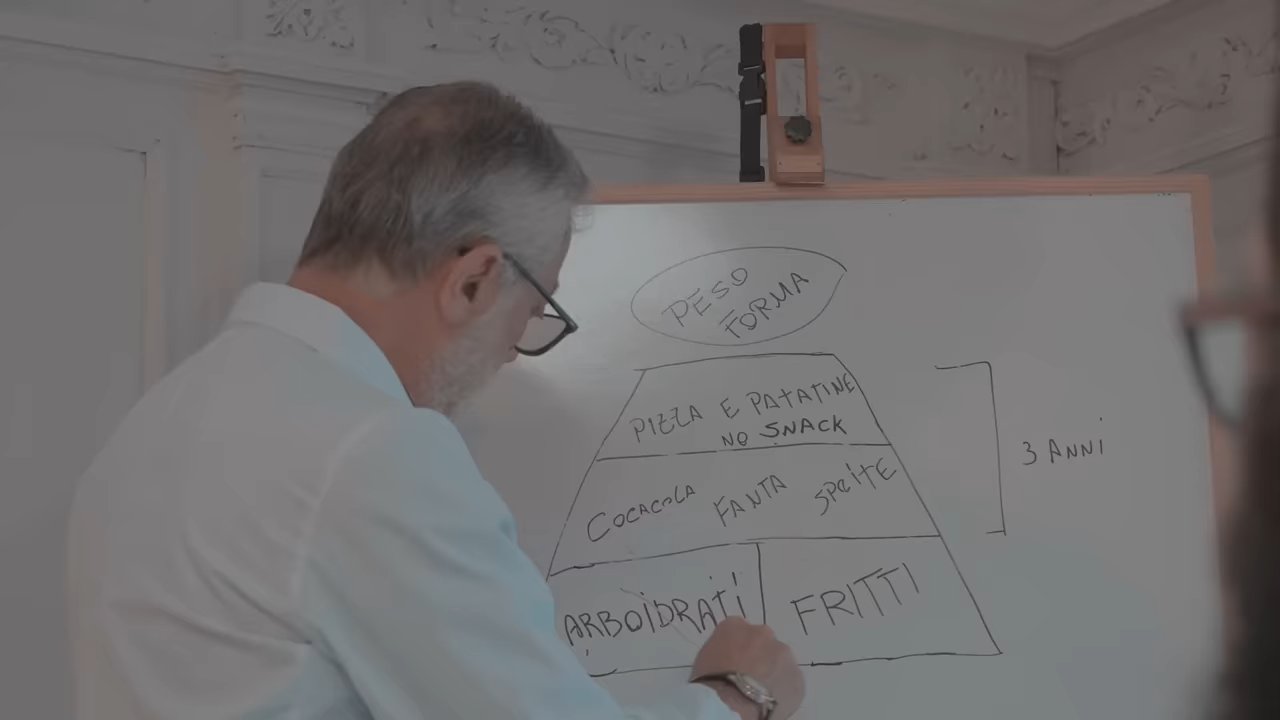 PESO
FORMA
PIZZA E PATATINE
NO SNACK
COCACOLA FANTA SPRITE
3 ANNI
ARBOIDRATI FRITTI